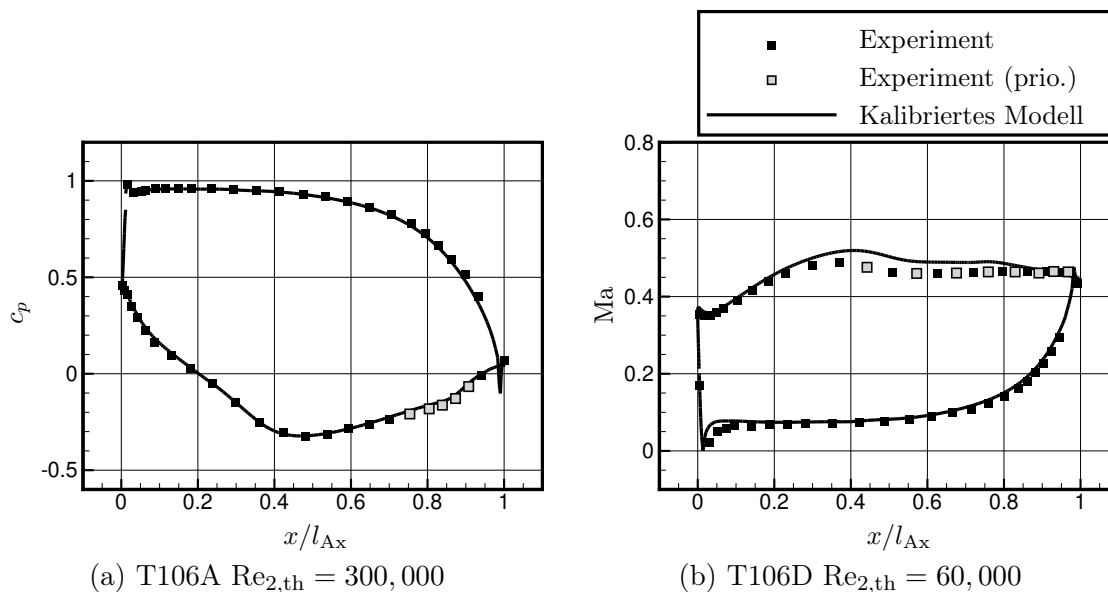 Experiment
Experiment (prio.)
Kalibriertes Modell
1
0.5
0
-0.5
c_p
0 0.2 0.4 0.6 0.8 1
x/l_Ax
(a) T106A Re_2,th = 300,000
0.8
0.6
0.4
0.2
0
Ma
0 0.2 0.4 0.6 0.8 1
x/l_Ax
(b) T106D Re_2,th = 60,000